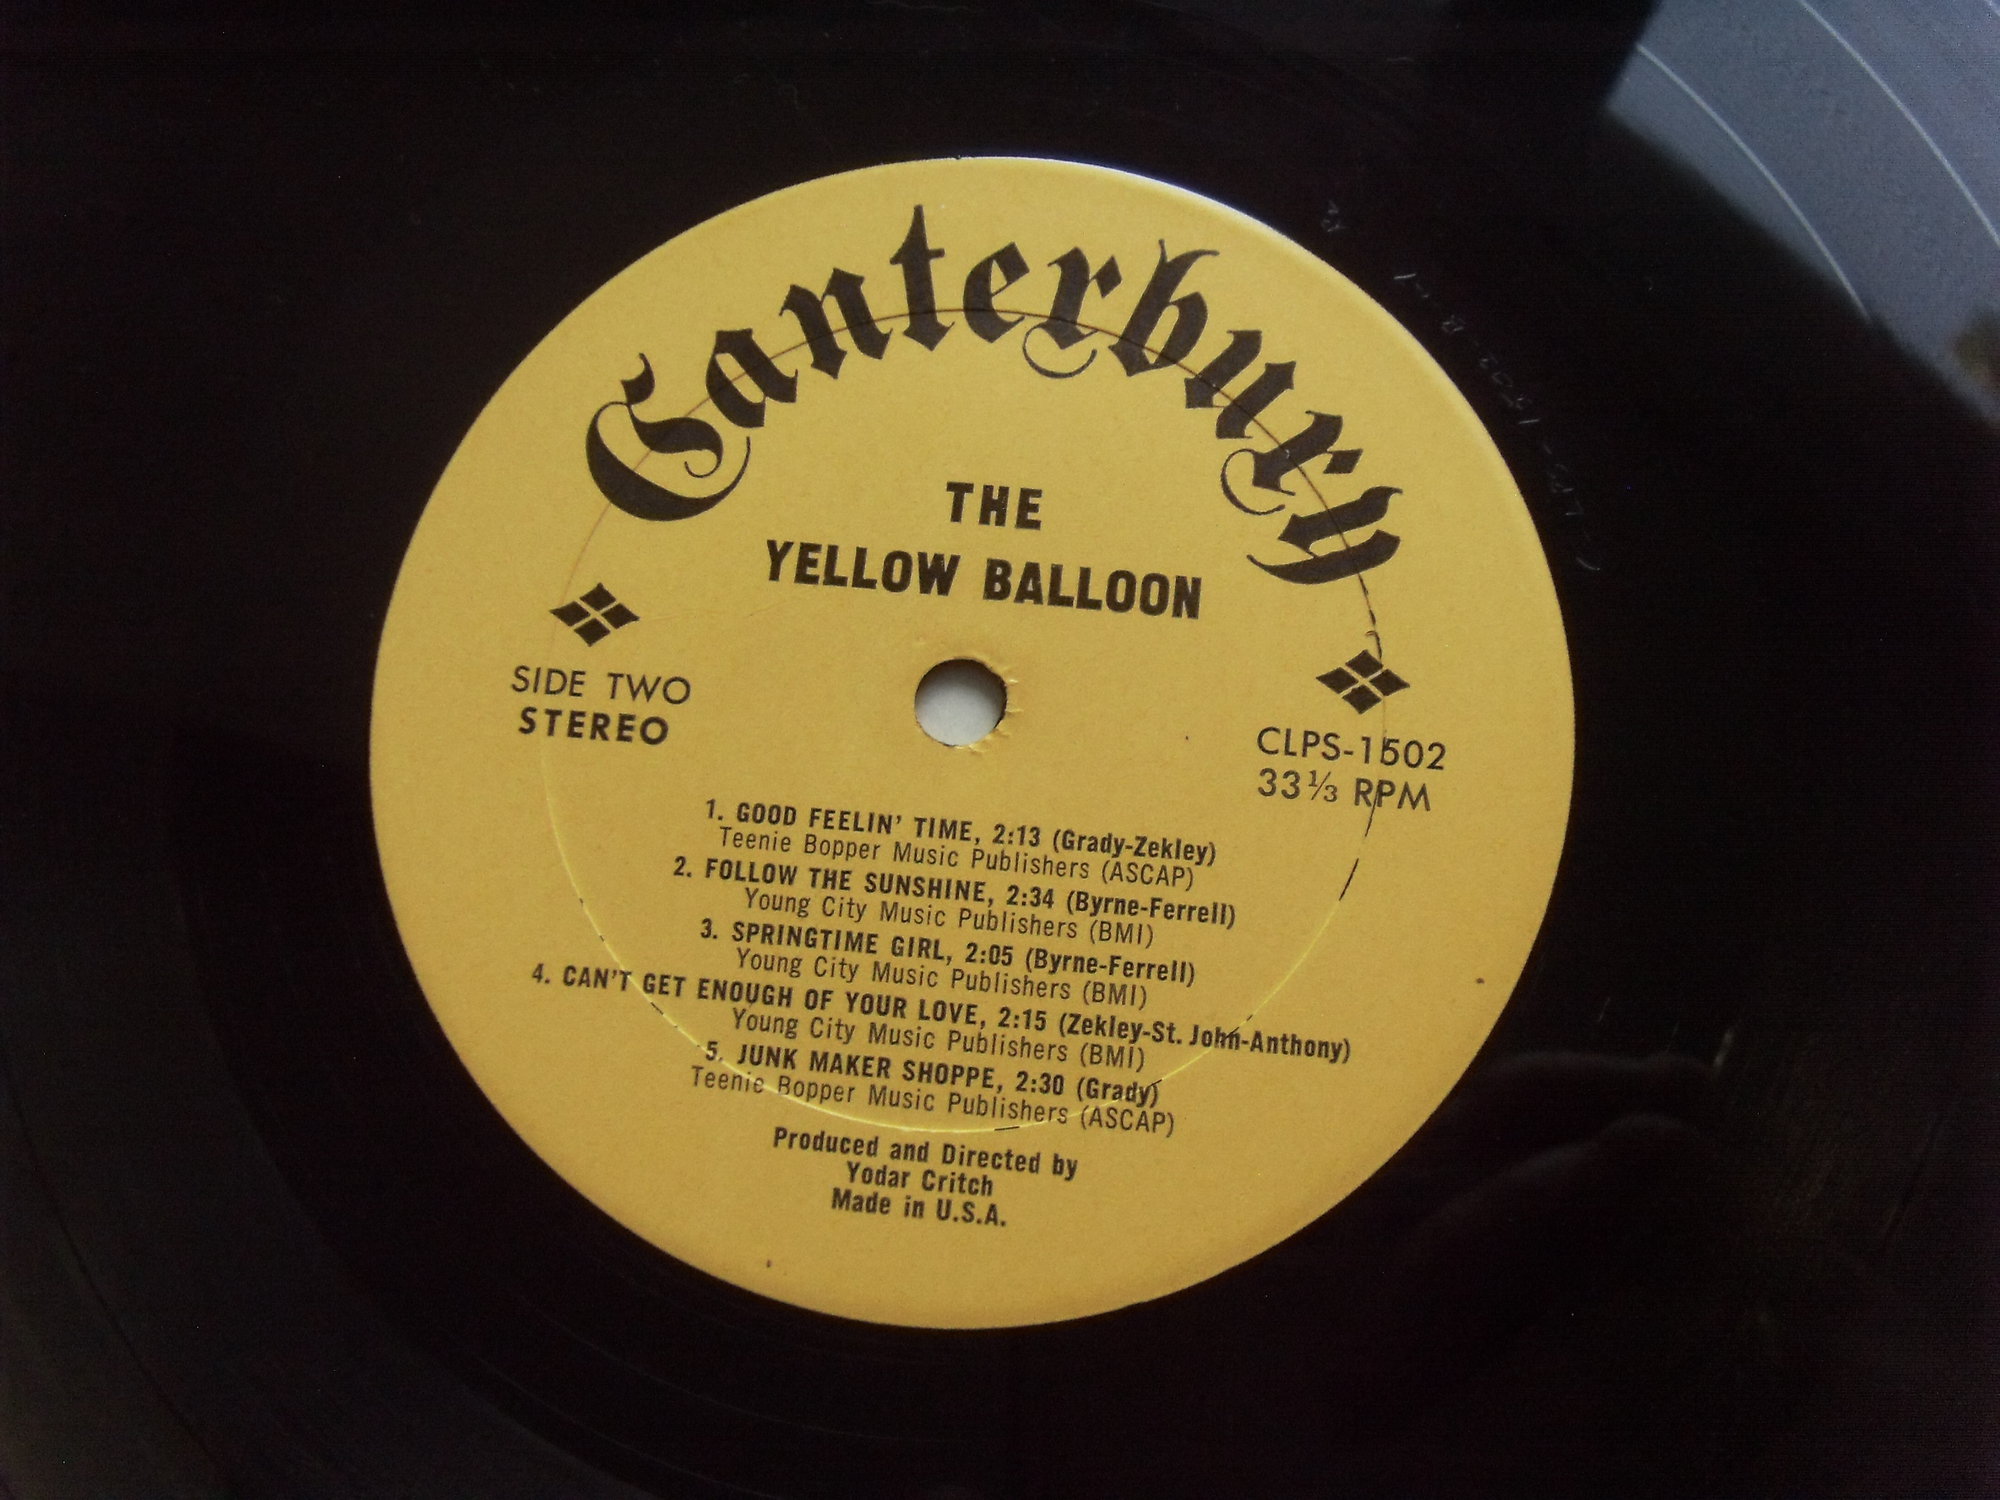 Canterbury
THE
YELLOW BALLOON
SIDE TWO
STEREO
CLPS-1502
33⅓ RPM
1. GOOD FEELIN' TIME, 2:13 (Grady-Zekley)
Teenie Bopper Music Publishers (ASCAP)
2. FOLLOW THE SUNSHINE, 2:34 (Byrne-Ferrell)
Young City Music Publishers (BMI)
3. SPRINGTIME GIRL, 2:05 (Byrne-Ferrell)
Young City Music Publishers (BMI)
4. CAN'T GET ENOUGH OF YOUR LOVE, 2:15 (Zekley-St. John-Anthony)
Young City Music Publishers (BMI)
5. JUNK MAKER SHOPPE, 2:30 (Grady)
Teenie Bopper Music Publishers (ASCAP)
Produced and Directed by
Yodar Critch
Made in U.S.A.